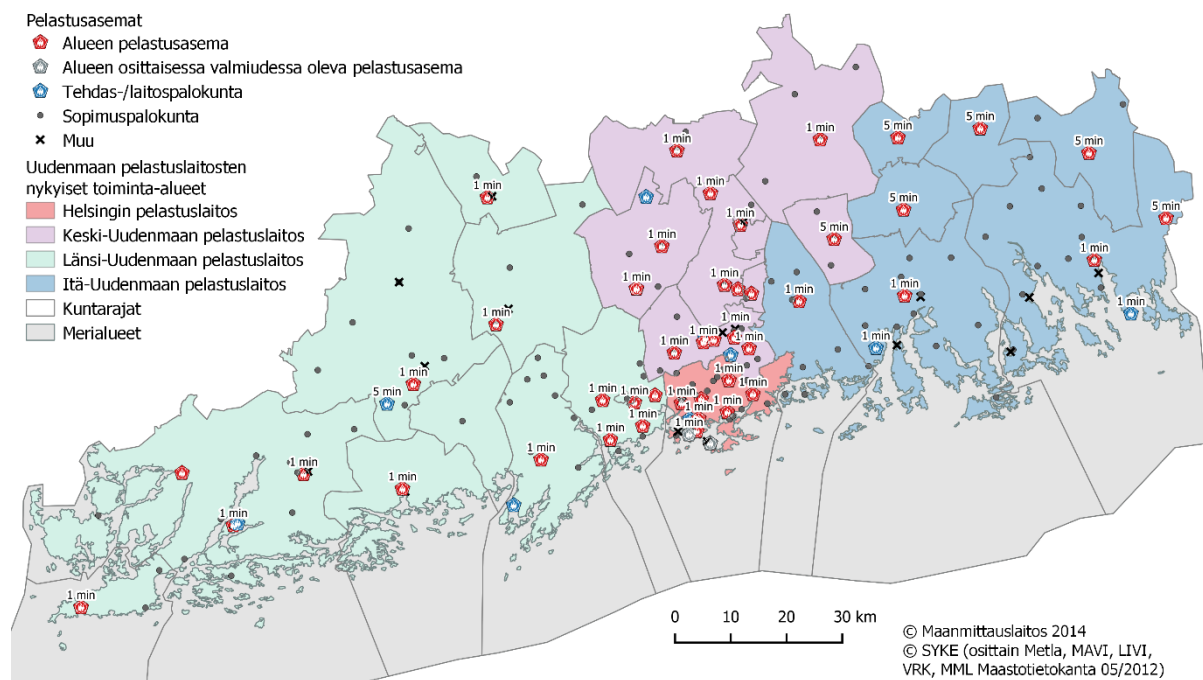 Pelastusasemat
Alueen pelastusasema
Alueen osittaisessa valmiudessa oleva pelastusasema
Tehdas-/laitospalokunta
Sopimuspalokunta
Muu
Uudenmaan pelastuslaitosten
nykyiset toiminta-alueet
Helsingin pelastuslaitos
Keski-Uudenmaan pelastuslaitos
Länsi-Uudenmaan pelastuslaitos
Itä-Uudenmaan pelastuslaitos
Kuntarajat
Merialueet
1 min
1 min
5 min
5 min
5 min
1 min
1 min
5 min
5 min
1 min
1 min
5 min
1 min
1 min
1 min
1 min
1 min
1 min
1 min
1 min
1 min
1 min
1 min
1 min
1 min
5 min
1 min
1 min
1 min
1 min
1 min
1 min
1 min
1 min
1 min
1 min
1 min
1 min
0 10 20 30 km
© Maanmittauslaitos 2014
© SYKE (osittain Metla, MAVI, LIVI,
VRK, MML Maastotietokanta 05/2012)